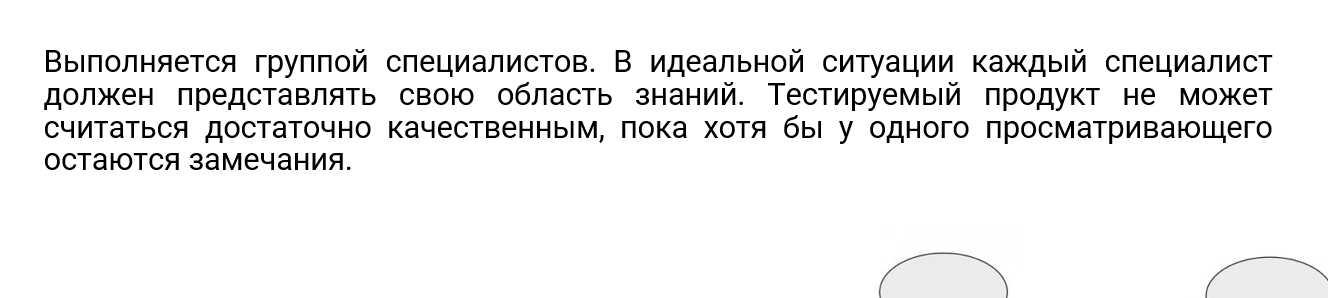 Выполняется группой специалистов. В идеальной ситуации каждый специалист
должен представлять свою область знаний. Тестируемый продукт не может
считаться достаточно качественным, пока хотя бы у одного просматривающего
остаются замечания.